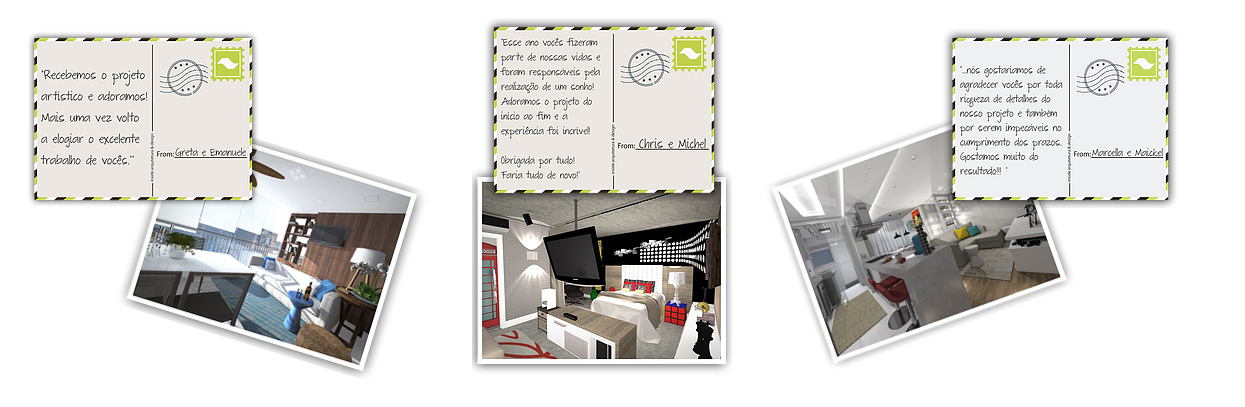 "Recebemos o projeto
artístico e adoramos!
Mais uma vez volto
a elogiar o excelente
trabalho de vocês."
inside arquitetura & design
From: Greta e Emanuele
"Esse ano vocês fizeram
parte de nossas vidas e
foram responsáveis pela
realização de um sonho!
Adoramos o projeto do
início ao fim e a
experiência foi incrível!
Obrigada por tudo!
Faria tudo de novo!"
inside arquitetura & design
From: Chris e Michel
"...nós gostaríamos de
agradecer vocês por toda
riqueza de detalhes do
nosso projeto e também
por serem impecáveis no
cumprimento dos prazos.
Gostamos muito do
resultado!!! "
inside arquitetura & design
From: Marcella e Maickel